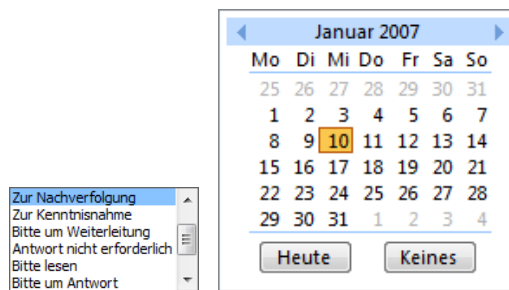 Januar 2007
Mo Di Mi Do Fr Sa So
25 26 27 28 29 30 31
1 2 3 4 5 6 7
8 9 10 11 12 13 14
15 16 17 18 19 20 21
22 23 24 25 26 27 28
29 30 31 1 2 3 4
Heute Keines
Zur Nachverfolgung
Zur Kenntnisnahme
Bitte um Weiterleitung
Antwort nicht erforderlich
Bitte lesen
Bitte um Antwort